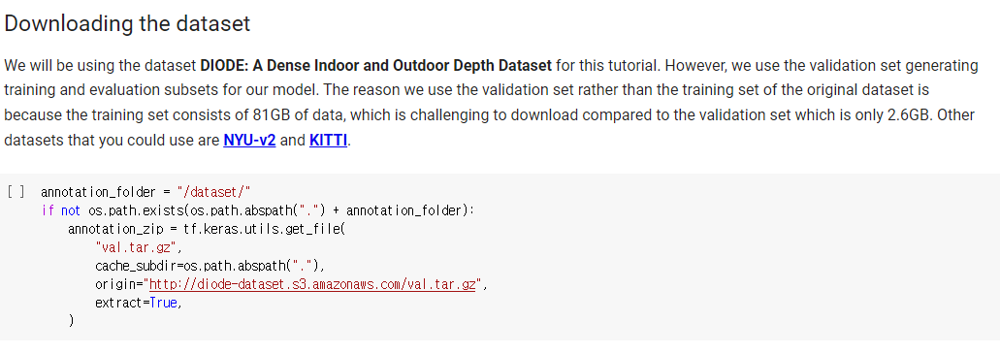 Downloading the dataset
We will be using the dataset DIODE: A Dense Indoor and Outdoor Depth Dataset for this tutorial. However, we use the validation set generating
training and evaluation subsets for our model. The reason we use the validation set rather than the training set of the original dataset is
because the training set consists of 81GB of data, which is challenging to download compared to the validation set which is only 2.6GB. Other
datasets that you could use are NYU-v2 and KITTI.
[ ] annotation_folder = "/dataset/"
if not os.path.exists(os.path.abspath(".") + annotation_folder):
annotation_zip = tf.keras.utils.get_file(
"val.tar.gz",
cache_subdir=os.path.abspath("."),
origin="http://diode-dataset.s3.amazonaws.com/val.tar.gz",
extract=True,
)